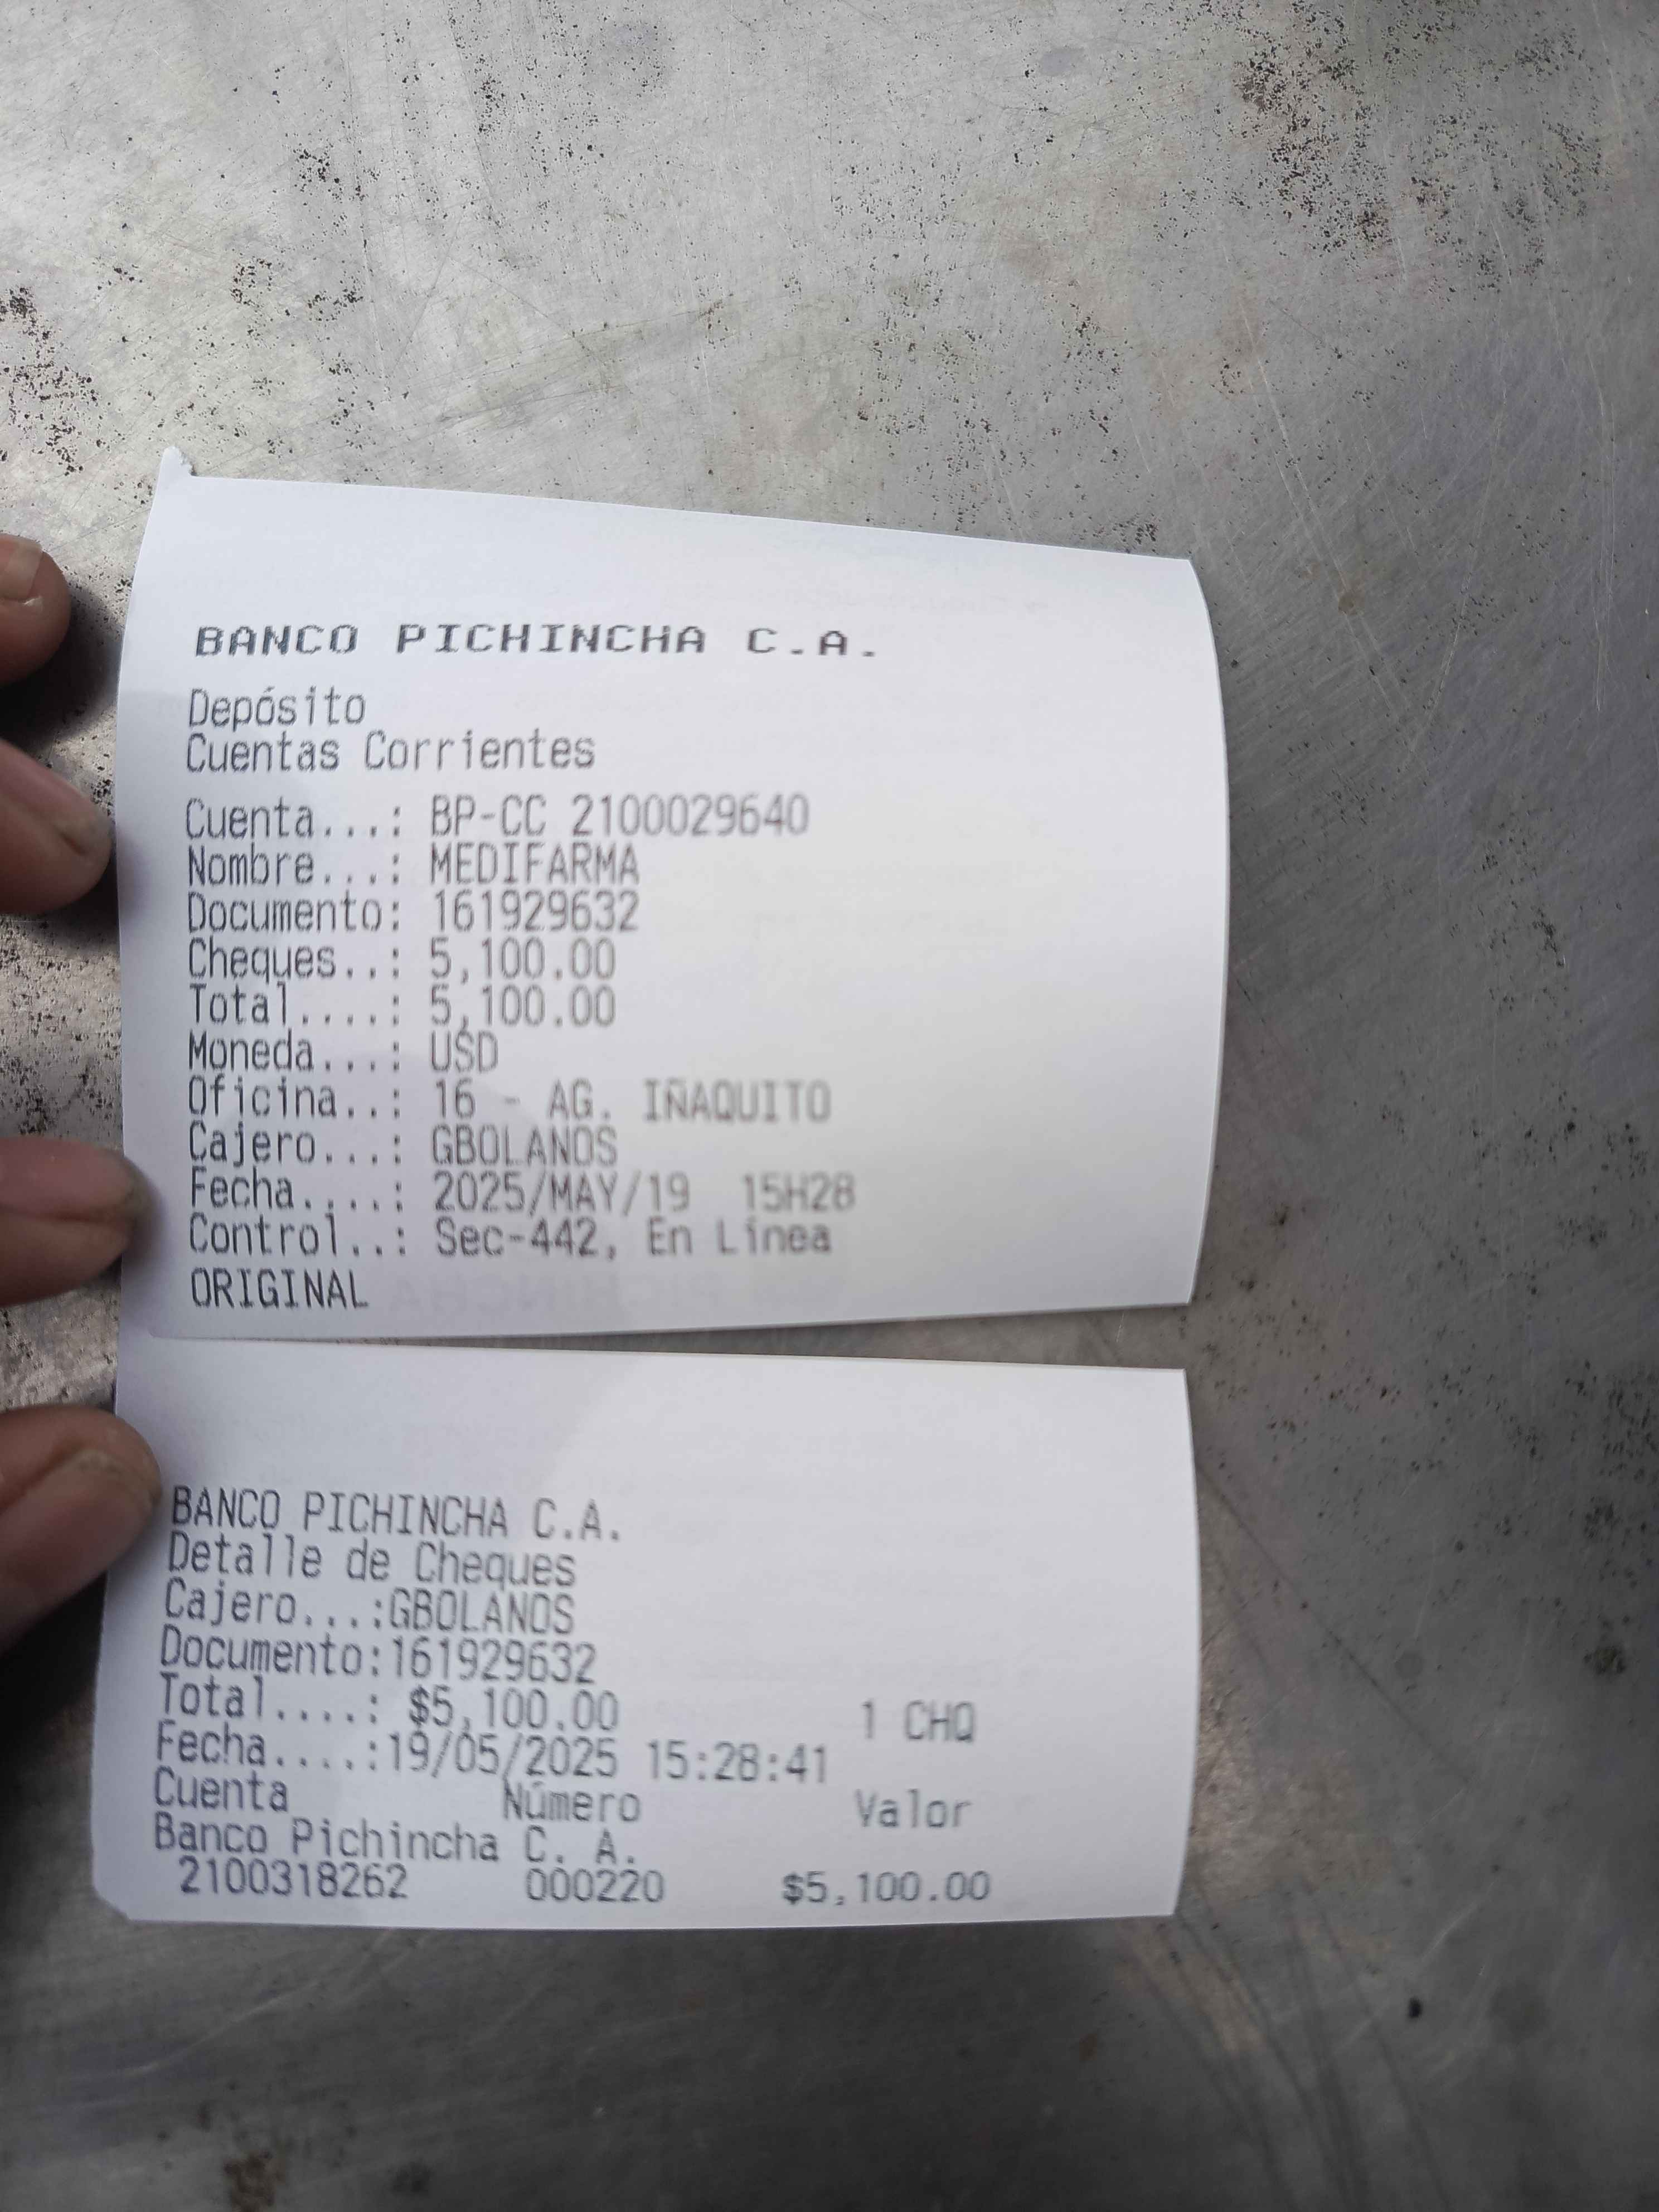 BANCO PICHINCHA C.A.
Depósito
Cuentas Corrientes
Cuenta...: BP-CC 2100029640
Nombre...: MEDIFARMA
Documento: 161929632
Cheques..: 5,100.00
Total....: 5,100.00
Moneda...: USD
Oficina..: 16 - AG. IÑAQUITO
Cajero...: GBOLANOS
Fecha....: 2025/MAY/19 15H28
Control..: Sec-442, En Línea
ORIGINAL
BANCO PICHINCHA C.A.
Detalle de Cheques
Cajero...:GBOLANOS
Documento:161929632
Total....: $5,100.00 1 CHQ
Fecha....:19/05/2025 15:28:41
Cuenta Número Valor
Banco Pichincha C. A.
2100318262 000220 $5,100.00